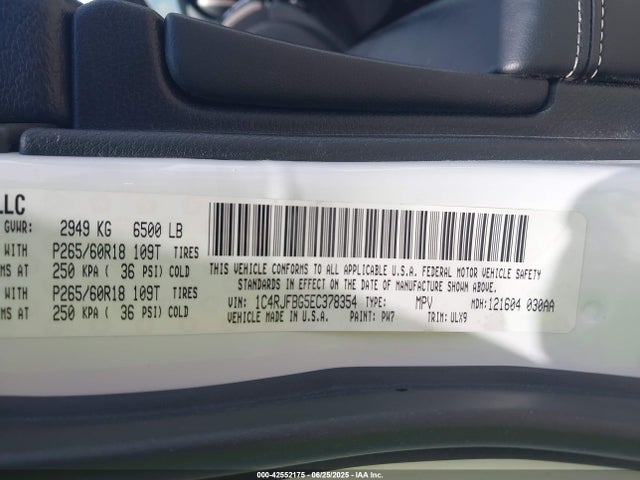 LLC
GVWR: 2949 KG 6500 LB
WITH P265/60R18 109T TIRES
MS AT 250 KPA ( 36 PSI) COLD
WITH P265/60R18 109T TIRES
MS AT 250 KPA ( 36 PSI) COLD
THIS VEHICLE CONFORMS TO ALL APPLICABLE U.S.A. FEDERAL MOTOR VEHICLE SAFETY
STANDARDS IN EFFECT ON THE DATE OF MANUFACTURE SHOWN ABOVE.
VIN: 1C4RJFBG5EC378354 TYPE: MPV MDH: 121604 030AA
VEHICLE MADE IN U.S.A. PAINT: PW7 TRIM: ULX9
000-42552175 - 06/25/2025 - IAA Inc.